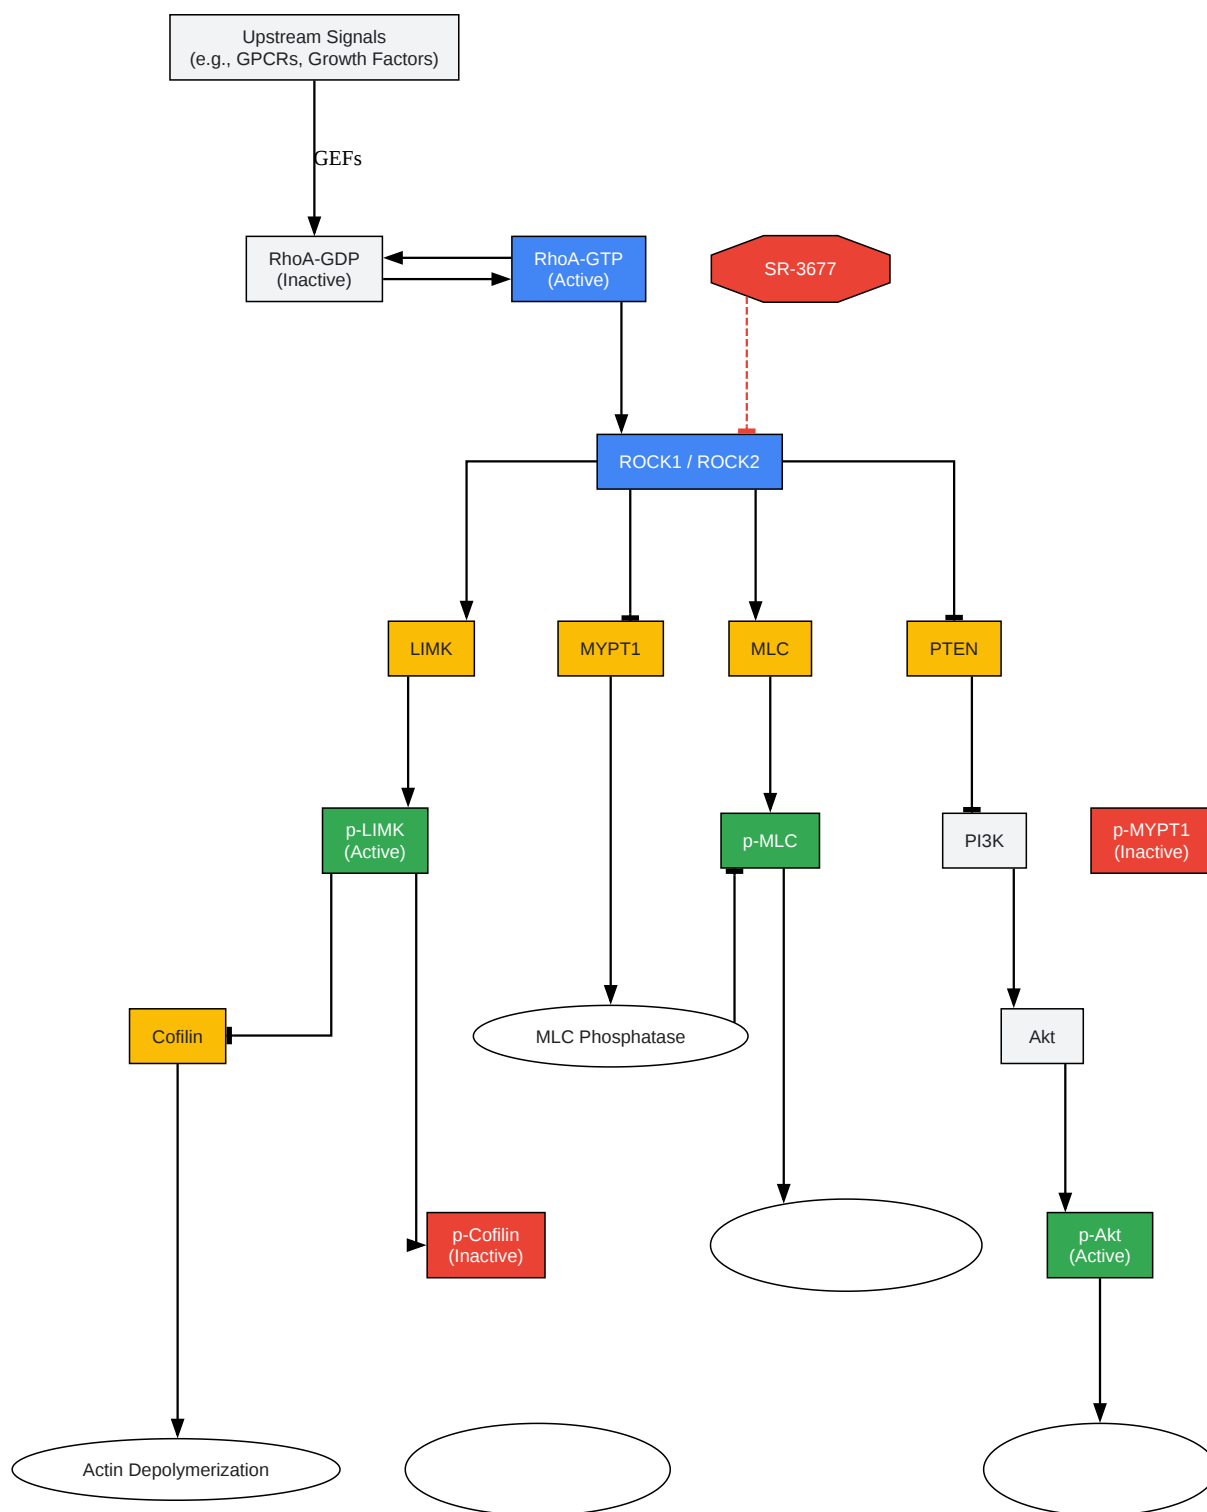 Upstream Signals
(e.g., GPCRs, Growth Factors)
GEFs
RhoA-GDP
(Inactive)
RhoA-GTP
(Active)
SR-3677
ROCK1 / ROCK2
LIMK
MYPT1
MLC
PTEN
p-LIMK
(Active)
p-MLC
PI3K
p-MYPT1
(Inactive)
Cofilin
MLC Phosphatase
Akt
p-Cofilin
(Inactive)
p-Akt
(Active)
Actin Depolymerization